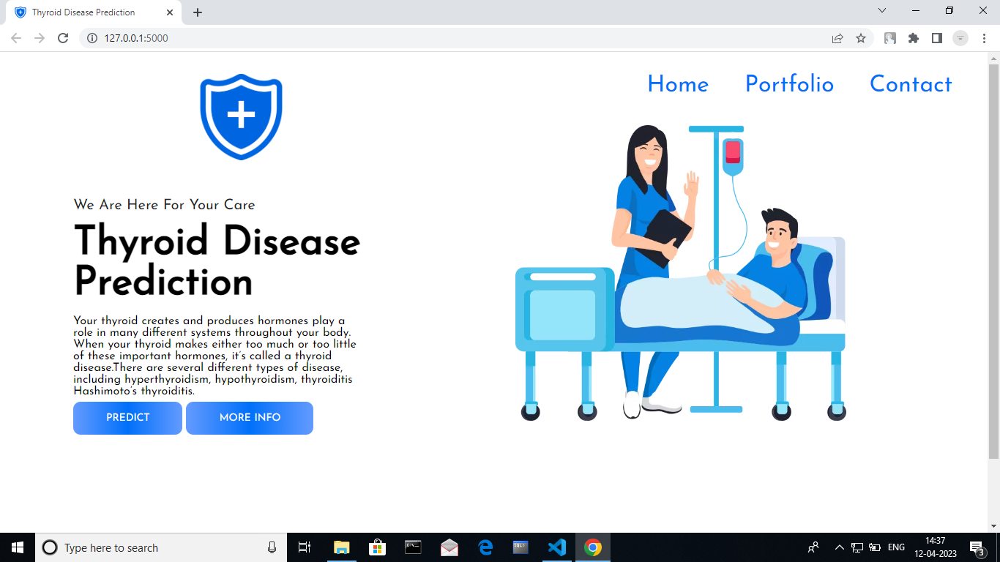 Thyroid Disease Prediction
127.0.0.1:5000
Home Portfolio Contact
We Are Here For Your Care
Thyroid Disease
Prediction
Your thyroid creates and produces hormones play a
role in many different systems throughout your body.
When your thyroid makes either too much or too little
of these important hormones, it's called a thyroid
disease.There are several different types of disease,
including hyperthyroidism, hypothyroidism, thyroiditis
Hashimoto's thyroiditis.
PREDICT MORE INFO
Type here to search
ENG
14:37
12-04-2023
3